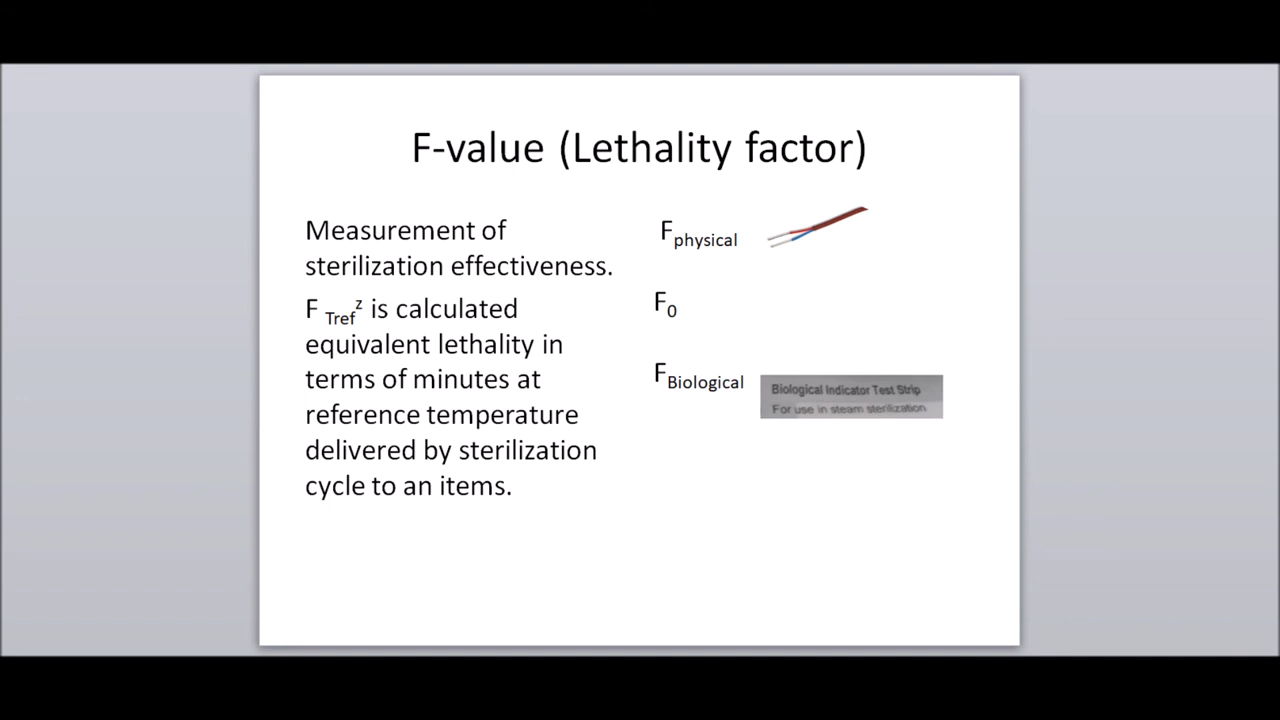 F-value (Lethality factor)
Measurement of
sterilization effectiveness.
F Tref z is calculated
equivalent lethality in
terms of minutes at
reference temperature
delivered by sterilization
cycle to an items.
F physical
F0
F Biological
Biological Indicator Test Strip
For use in steam sterilization